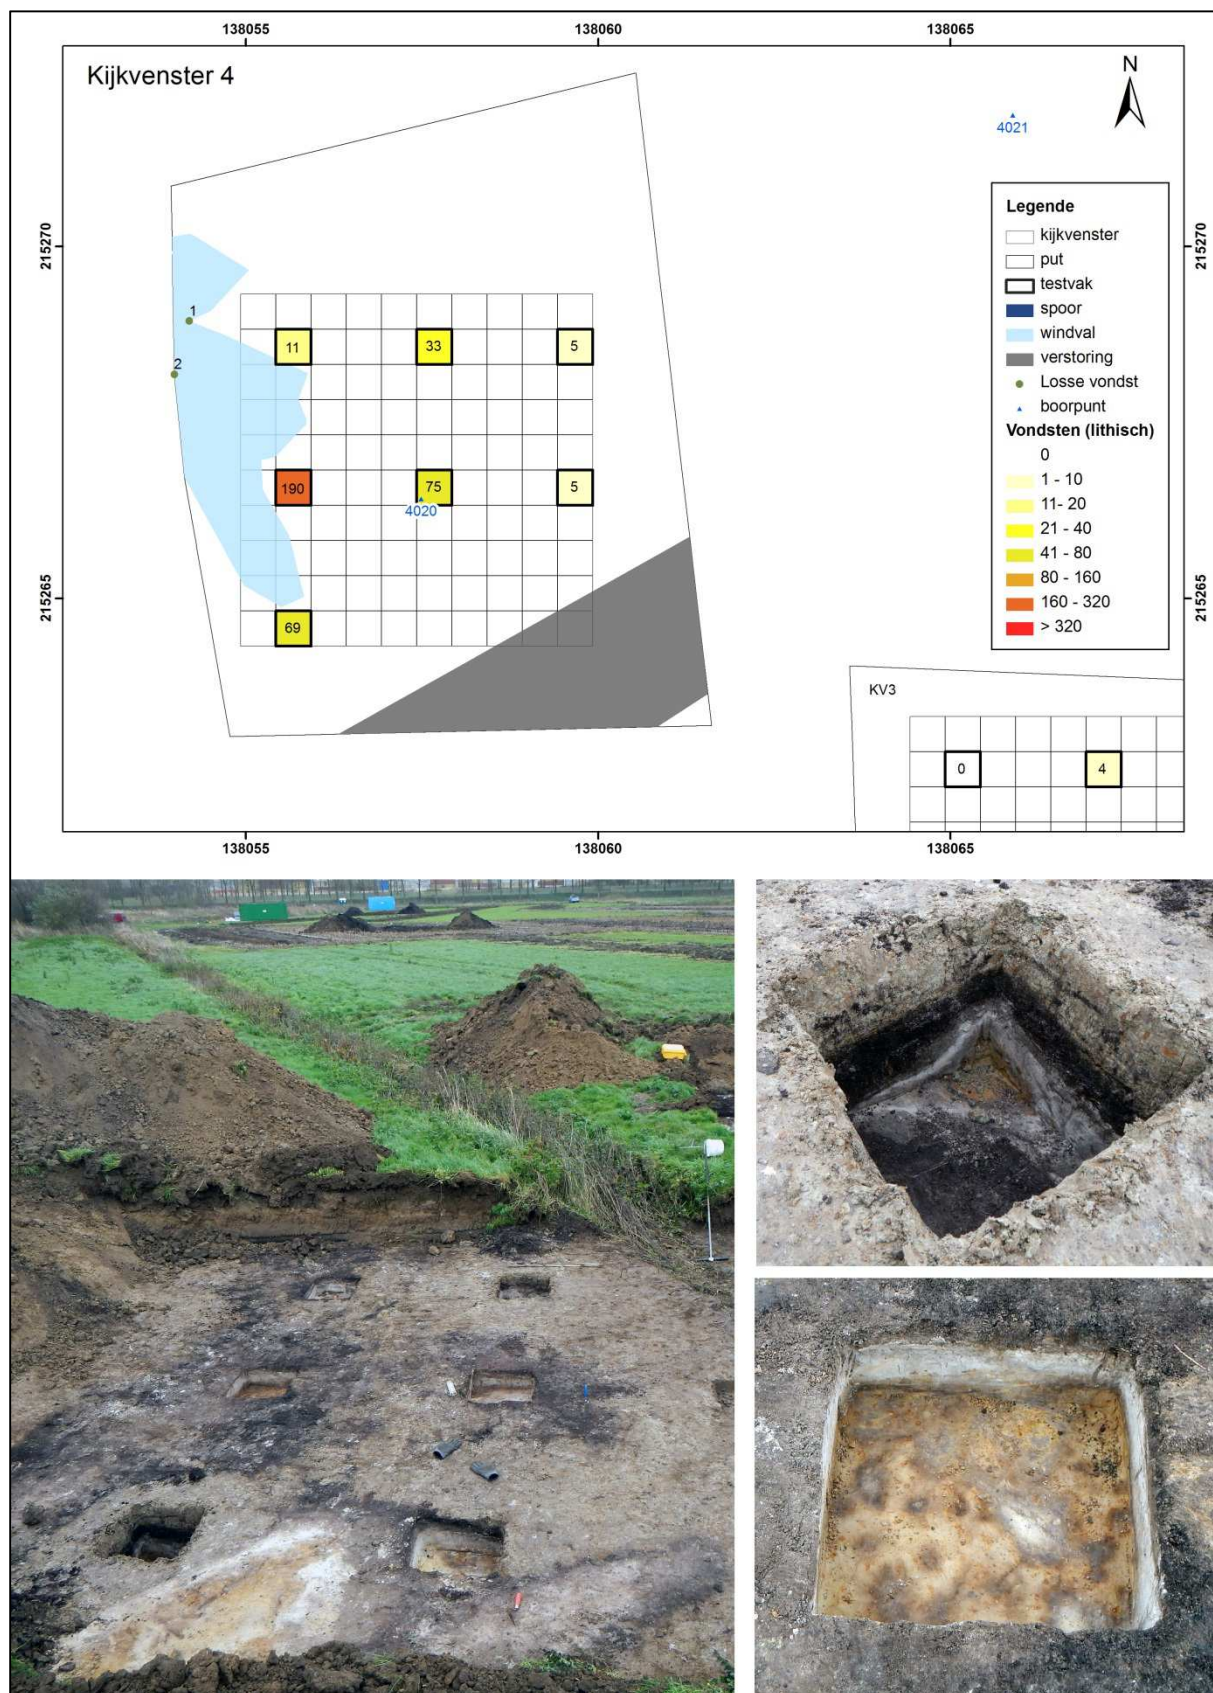 138055 138060 138065
Kijkvenster 4
N
4021
215270
215270
Legende
kijkvenster
put
testvak
spoor
windval
verstoring
Losse vondst
boorpunt
Vondsten (lithisch)
0
1 - 10
11- 20
21 - 40
41 - 80
80 - 160
160 - 320
> 320
1
2
11 33 5
190 75 5
4020
215265
215265
69
KV3
0 4
138055 138060 138065